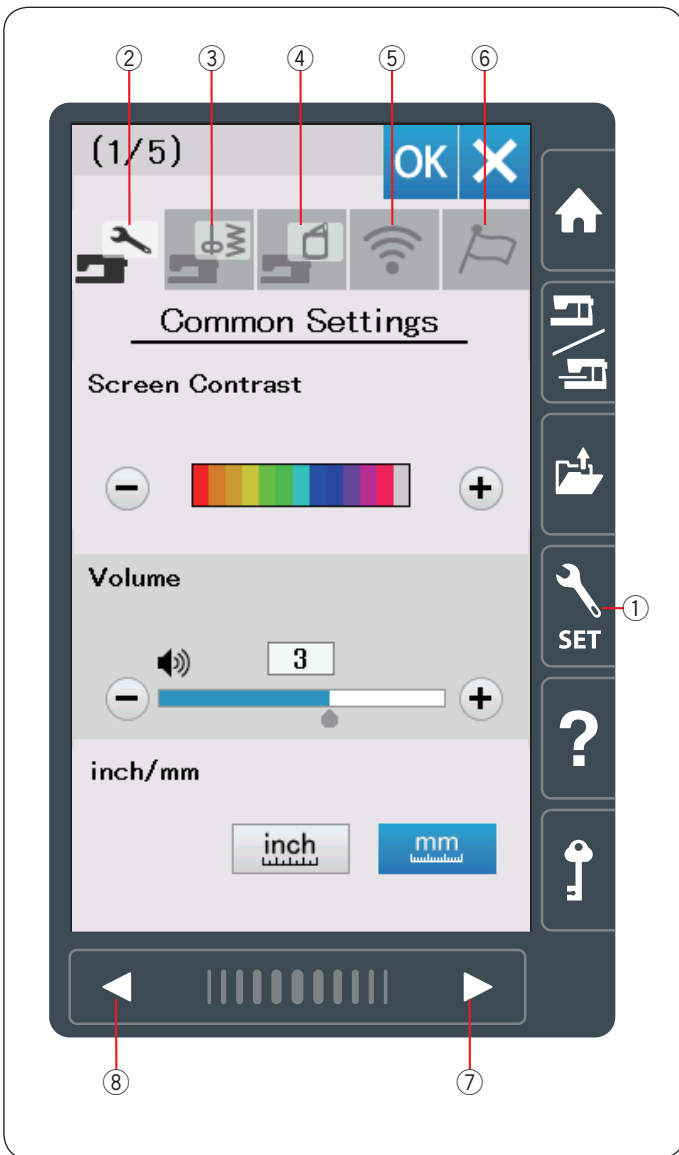 ② ③ ④ ⑤ ⑥
(1/5)
OK
Common Settings
Screen Contrast
Volume
3
①
SET
?
inch/mm
inch
mm
⑧ ⑦